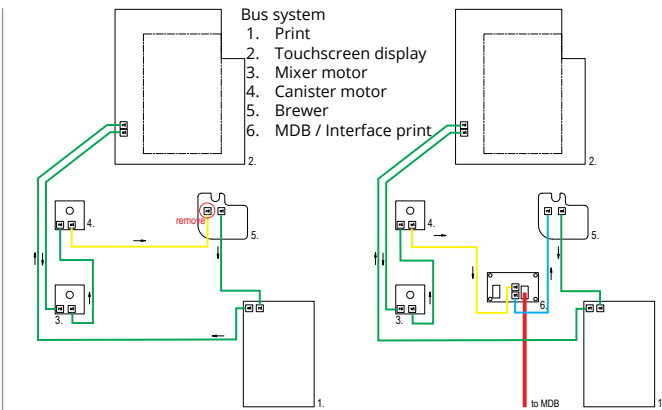 Bus system
1. Print
2. Touchscreen display
3. Mixer motor
4. Canister motor
5. Brewer
6. MDB / Interface print
2.
2.
4.
remove
5.
3.
1.
4.
5.
6.
3.
1.
to MDB